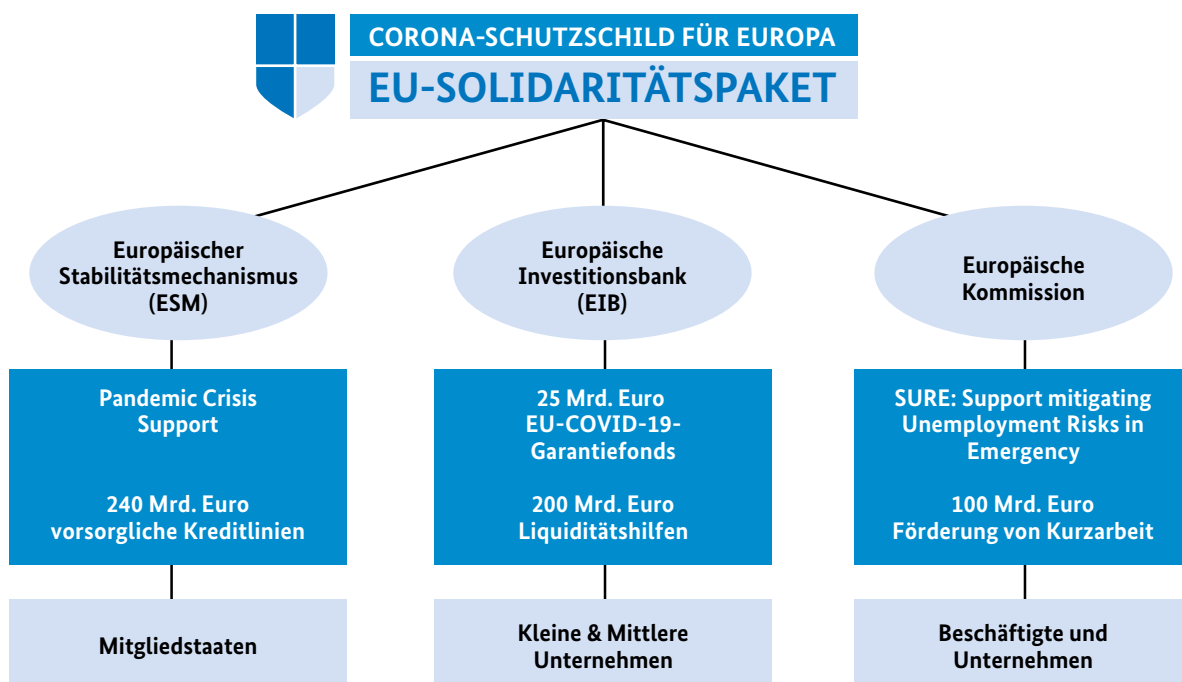 CORONA-SCHUTZSCHILD FÜR EUROPA
EU-SOLIDARITÄTSPAKET
Europäischer
Stabilitätsmechanismus
(ESM)
Pandemic Crisis
Support
240 Mrd. Euro
vorsorgliche Kreditlinien
Mitgliedstaaten
Europäische
Investitionsbank
(EIB)
25 Mrd. Euro
EU-COVID-19-
Garantiefonds
200 Mrd. Euro
Liquiditätshilfen
Kleine & Mittlere
Unternehmen
Europäische
Kommission
SURE: Support mitigating
Unemployment Risks in
Emergency
100 Mrd. Euro
Förderung von Kurzarbeit
Beschäftigte und
Unternehmen